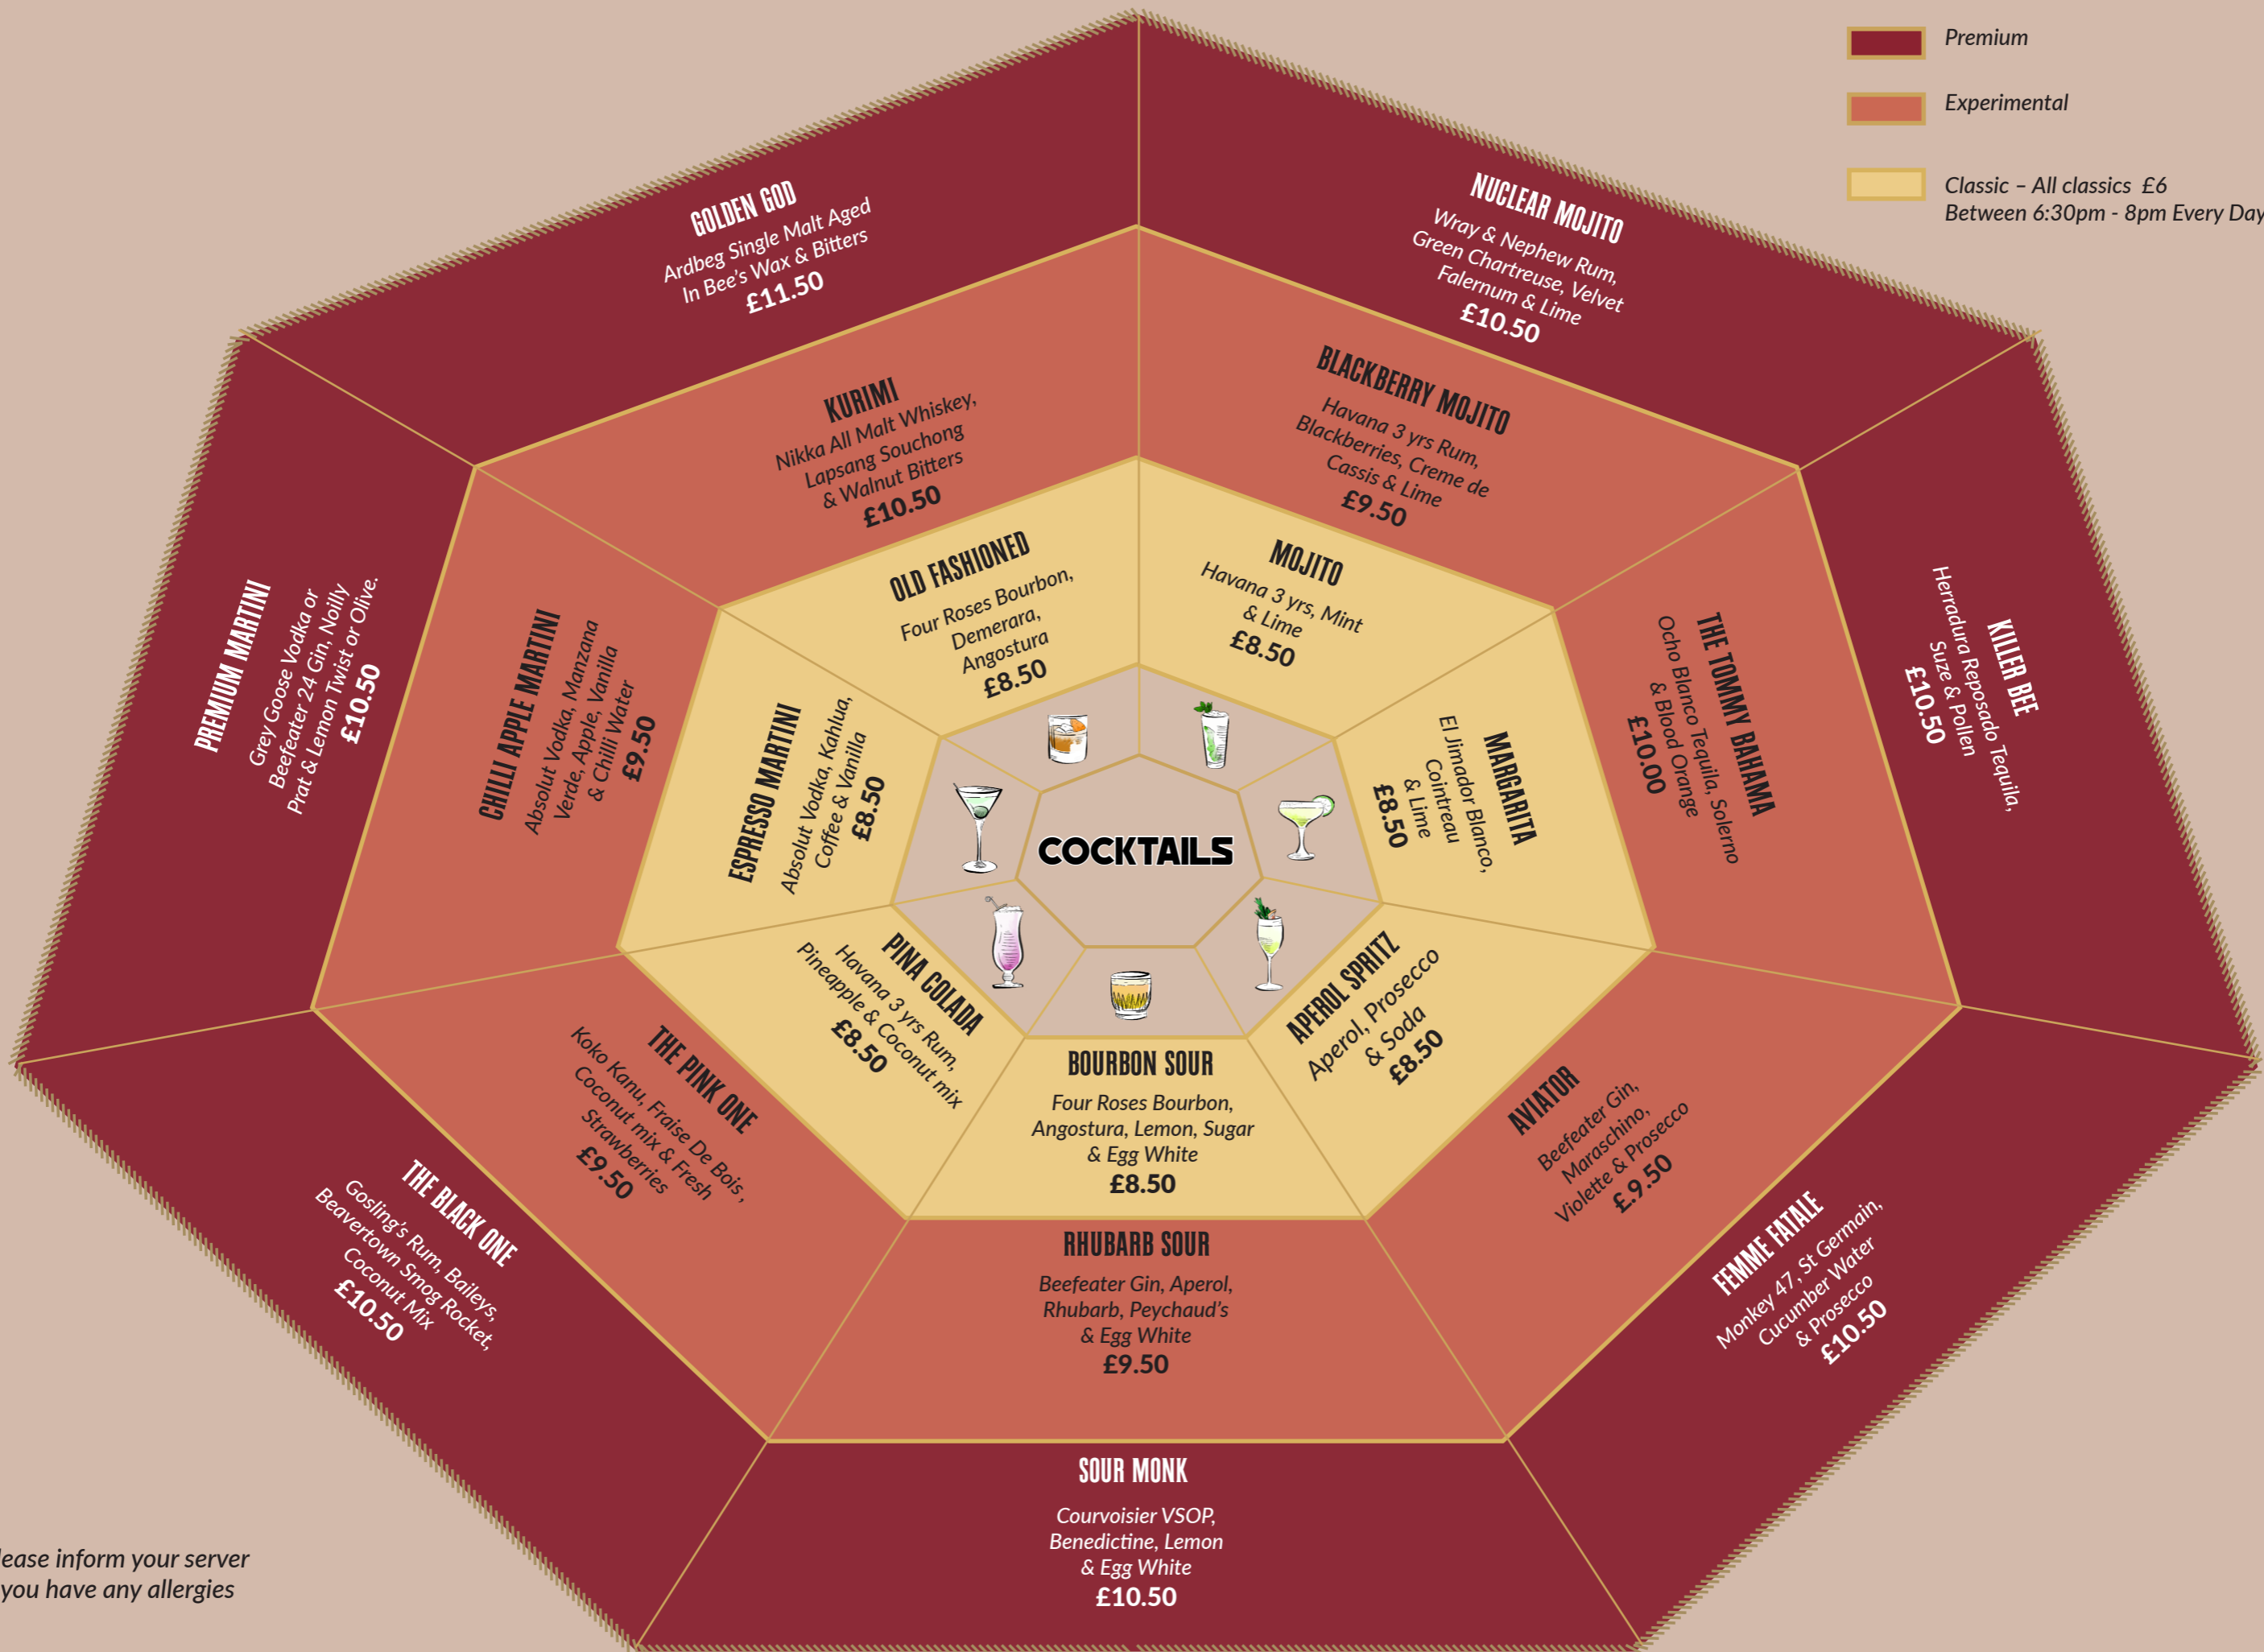 Premium
Experimental
Classic – All classics £6
Between 6:30pm - 8pm Every Day
GOLDEN GOD
Ardbeg Single Malt Aged
In Bee's Wax & Bitters
£11.50
NUCLEAR MOJITO
Wray & Nephew Rum,
Green Chartreuse, Velvet
Falernum & Lime
£10.50
KILLER BEE
Herradura Reposado Tequila,
Suze & Pollen
£10.50
FEMME FATALE
Monkey 47, St Germain,
Cucumber Water
& Prosecco
£10.50
SOUR MONK
Courvoisier VSOP,
Benedictine, Lemon
& Egg White
£10.50
THE BLACK ONE
Gosling's Rum, Baileys,
Beavertown Smog Rocket,
Coconut Mix
£10.50
PREMIUM MARTINI
Grey Goose Vodka or
Beefeater 24 Gin, Noilly
Prat & Lemon Twist or Olive.
£10.50
KURIMI
Nikka All Malt Whiskey,
Lapsang Souchong
& Walnut Bitters
£10.50
BLACKBERRY MOJITO
Havana 3 yrs Rum,
Blackberries, Creme de
Cassis & Lime
£9.50
THE TOMMY BAHAMA
Ocho Blanco Tequila, Solerno
& Blood Orange
£10.00
AVIATOR
Beefeater Gin,
Maraschino,
Violette & Prosecco
£.9.50
RHUBARB SOUR
Beefeater Gin, Aperol,
Rhubarb, Peychaud's
& Egg White
£9.50
THE PINK ONE
Koko Kanu, Fraise De Bois ,
Coconut mix & Fresh
Strawberries
£9.50
CHILLI APPLE MARTINI
Absolut Vodka, Manzana
Verde, Apple, Vanilla
& Chilli Water
£9.50
OLD FASHIONED
Four Roses Bourbon,
Demerara,
Angostura
£8.50
MOJITO
Havana 3 yrs, Mint
& Lime
£8.50
MARGARITA
El Jimador Blanco,
Cointreau
& Lime
£8.50
APEROL SPRITZ
Aperol, Prosecco
& Soda
£8.50
BOURBON SOUR
Four Roses Bourbon,
Angostura, Lemon, Sugar
& Egg White
£8.50
PINA COLADA
Havana 3 yrs Rum,
Pineapple & Coconut mix
£8.50
ESPRESSO MARTINI
Absolut Vodka, Kahlua,
Coffee & Vanilla
£8.50
COCKTAILS
lease inform your server
you have any allergies